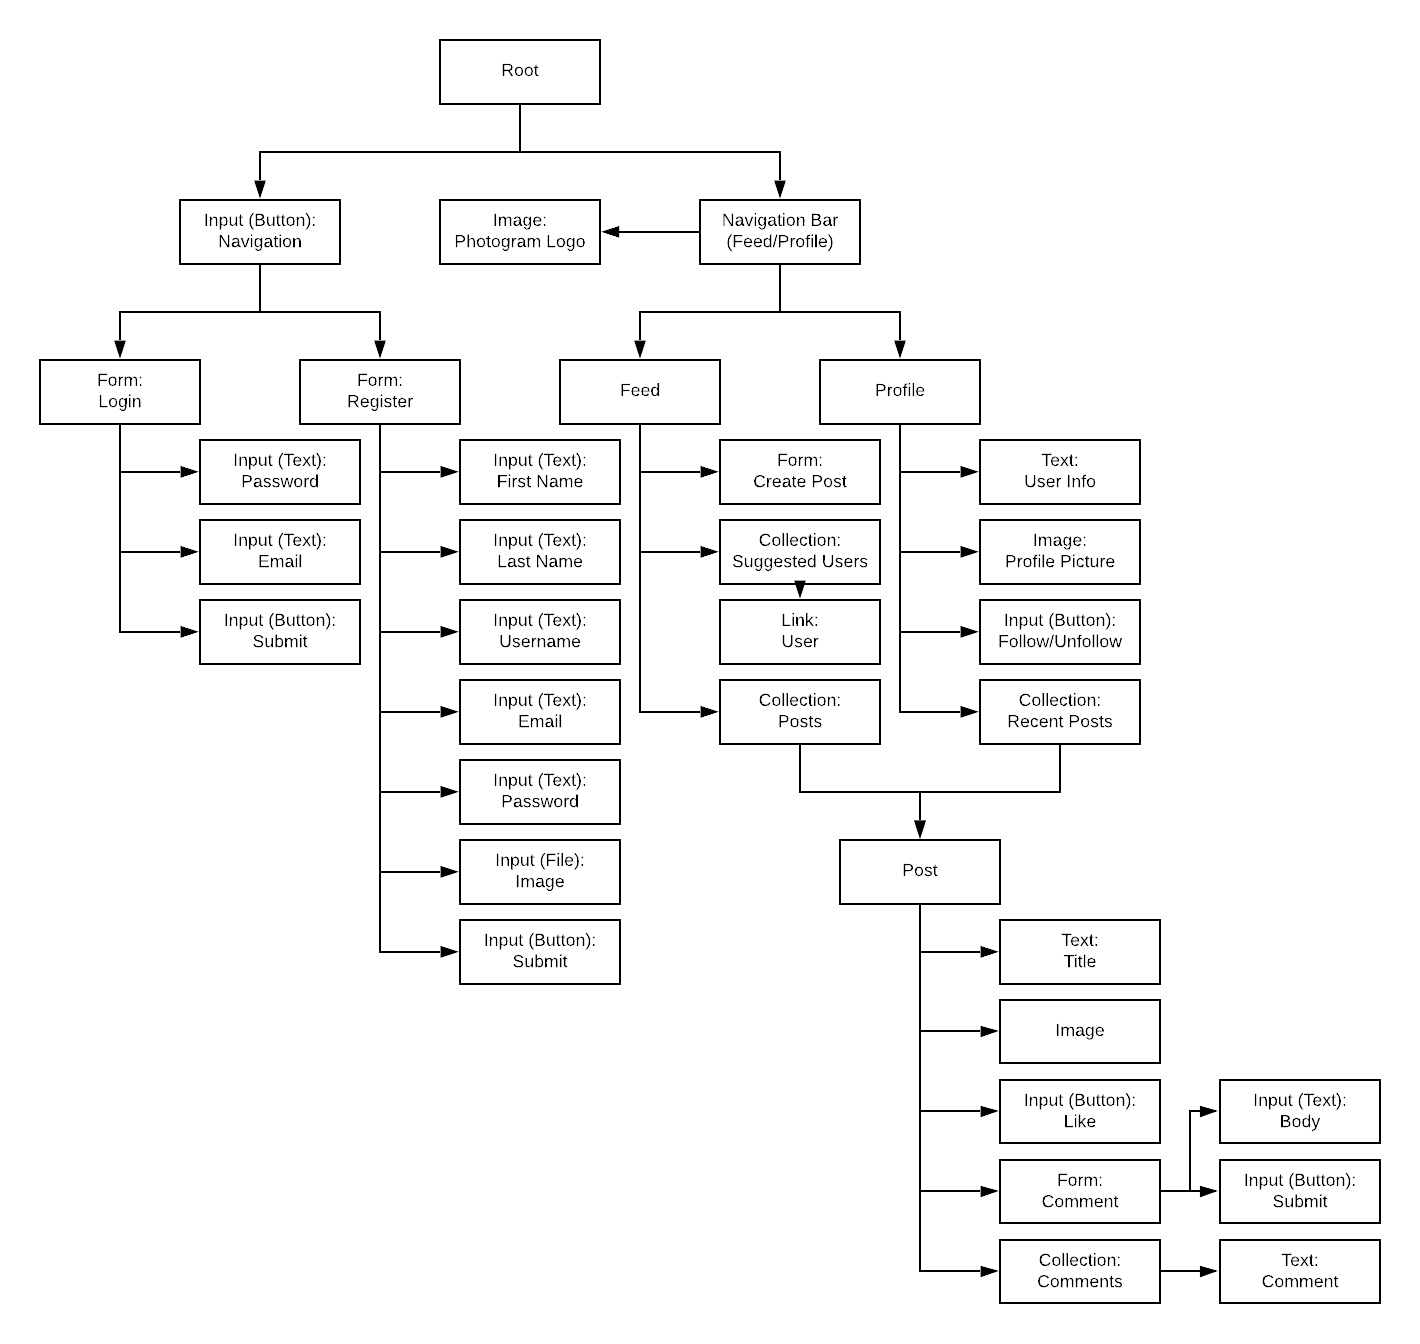 Root
Input (Button):
Navigation
Image:
Photogram Logo
Navigation Bar
(Feed/Profile)
Form:
Login
Form:
Register
Feed
Profile
Input (Text):
Password
Input (Text):
Email
Input (Button):
Submit
Input (Text):
First Name
Input (Text):
Last Name
Input (Text):
Username
Input (Text):
Email
Input (Text):
Password
Input (File):
Image
Input (Button):
Submit
Form:
Create Post
Collection:
Suggested Users
Link:
User
Collection:
Posts
Text:
User Info
Image:
Profile Picture
Input (Button):
Follow/Unfollow
Collection:
Recent Posts
Post
Text:
Title
Image
Input (Button):
Like
Form:
Comment
Collection:
Comments
Input (Text):
Body
Input (Button):
Submit
Text:
Comment